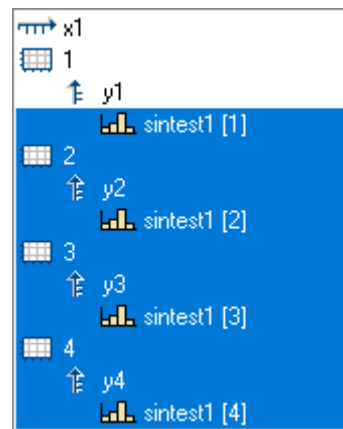 x1
1
y1
sintest1 [1]
2
y2
sintest1 [2]
3
y3
sintest1 [3]
4
y4
sintest1 [4]